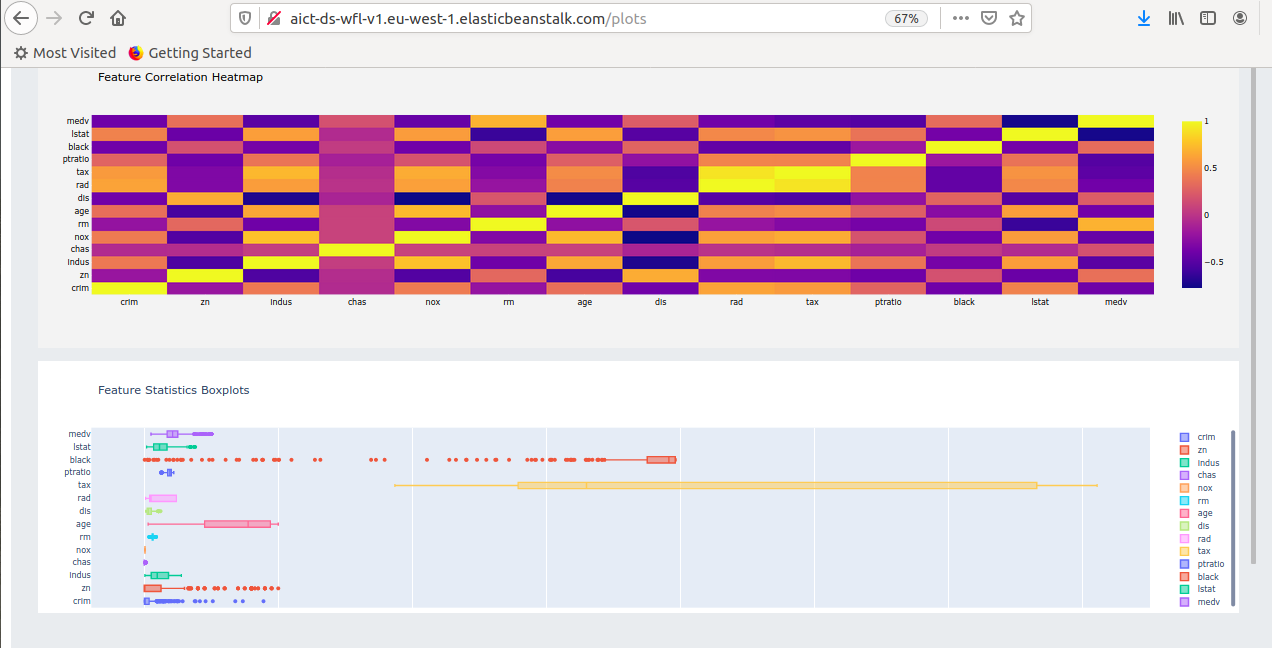 aict-ds-wfl-v1.eu-west-1.elasticbeanstalk.com/plots 67%
Most Visited Getting Started
Feature Correlation Heatmap
medv
lstat
black
ptratio
tax
rad
dis
age
rm
nox
chas
indus
zn
crim
crim zn indus chas nox rm age dis rad tax ptratio black lstat medv
1
0.5
0
−0.5
Feature Statistics Boxplots
medv
lstat
black
ptratio
tax
rad
dis
age
rm
nox
chas
indus
zn
crim
crim
zn
indus
chas
nox
rm
age
dis
rad
tax
ptratio
black
lstat
medv